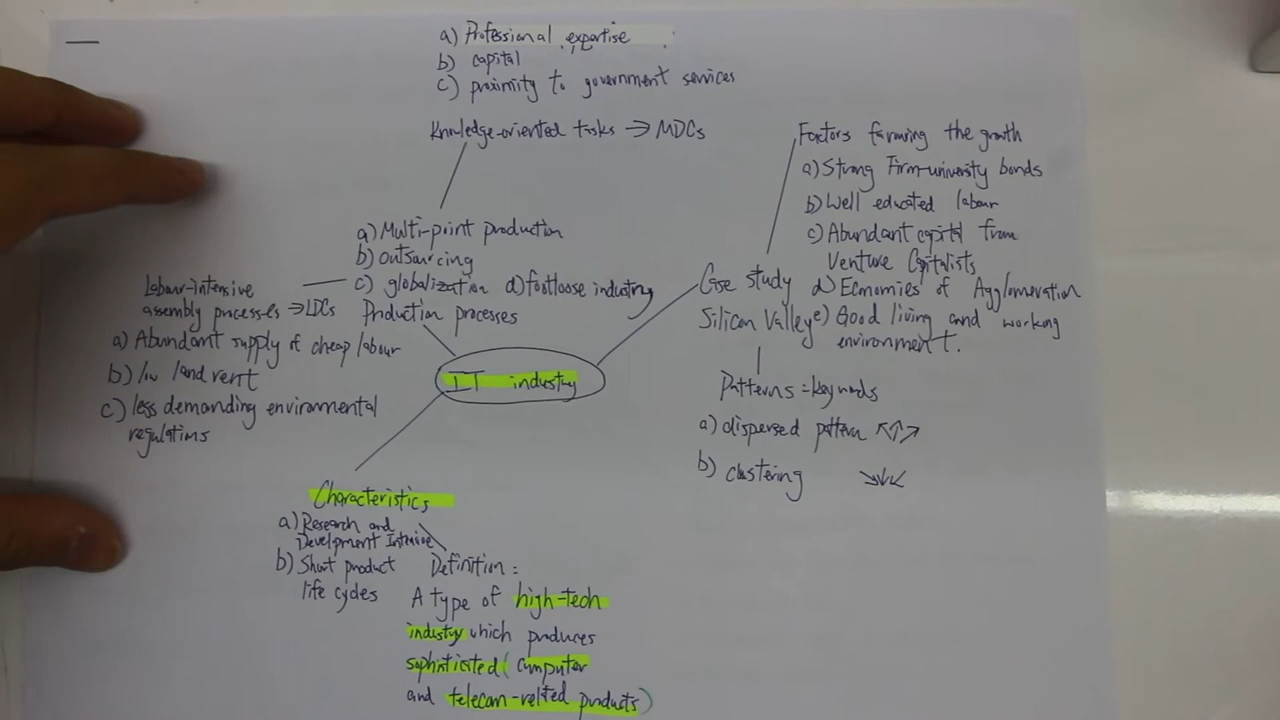 a) Professional expertise
b) capital
c) proximity to government services
Knowledge-oriented tasks → MDCs
a) Multi-point production
b) outsourcing
c) globalization d) footloose industry
Production processes
Labour-intensive
assembly processes → LDCs
a) Abundant supply of cheap labour
b) low land rent
c) less demanding environmental
regulations
IT industry
Factors favouring the growth
a) Strong Firm-university bonds
b) Well educated labour
c) Abundant capital from
Venture Capitalists
d) Economies of Agglomeration
e) Good living and working
environment.
Case study
Silicon Valley
Patterns = keywords
a) dispersed pattern ↖↑↗
b) clustering ↘↓↙
Characteristics
a) Research and
Development Intensive
b) Short product
life cycles
Definition:
A type of high-tech
industry which produces
sophisticated (computer
and telecom-related products)